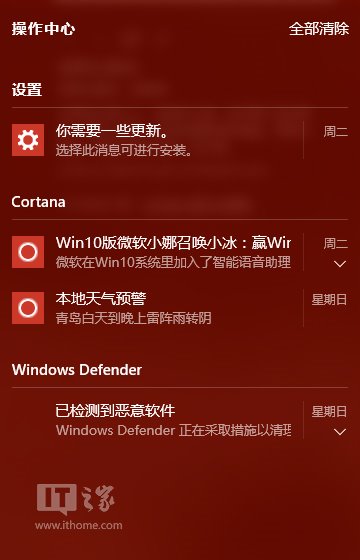 操作中心 全部清除
设置
你需要一些更新。 周二
选择此消息可进行安装。
Cortana
Win10版微软小娜召唤小冰：赢Wir 周二
微软在Win10系统里加入了智能语音助理
本地天气预警 星期日
青岛白天到晚上雷阵雨转阴
Windows Defender
已检测到恶意软件 星期日
Windows Defender 正在采取措施以清理
IT之家
www.ithome.com